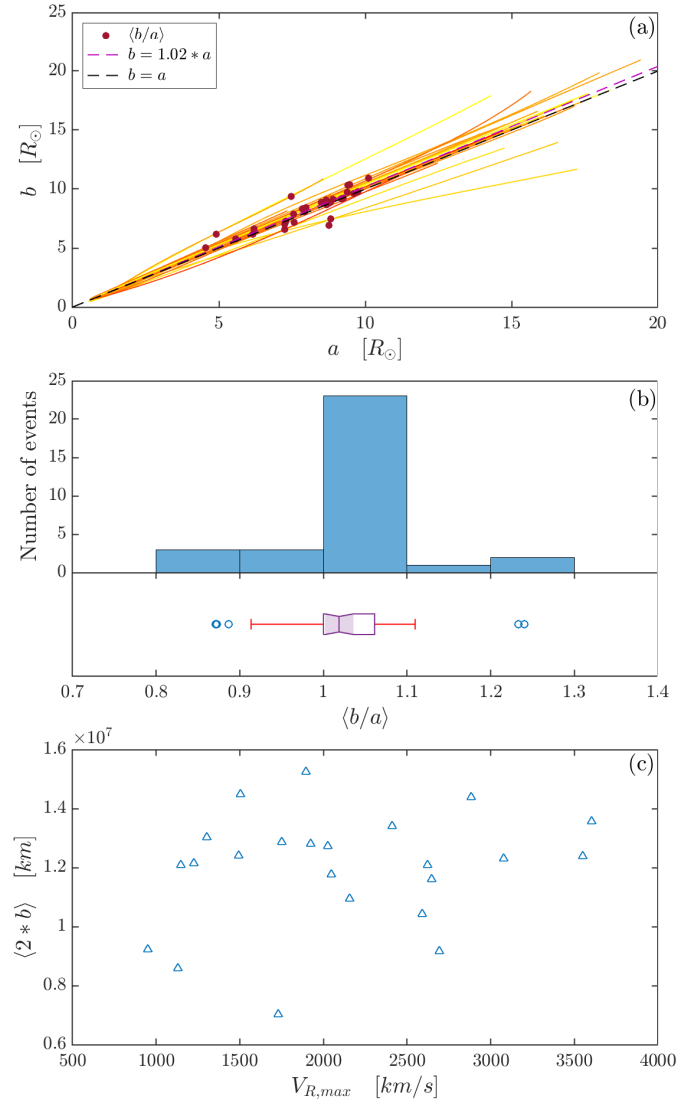 (a)
⟨b/a⟩
b = 1.02 ∗ a
b = a
25
20
15
10
5
0
b [R⊙]
0 5 10 15 20
a [R⊙]
(b)
25
20
15
10
5
0
Number of events
0.7 0.8 0.9 1 1.1 1.2 1.3 1.4
⟨b/a⟩
×10⁷
(c)
1.6
1.4
1.2
1
0.8
0.6
⟨2 ∗ b⟩ [km]
500 1000 1500 2000 2500 3000 3500 4000
V_{R,max} [km/s]